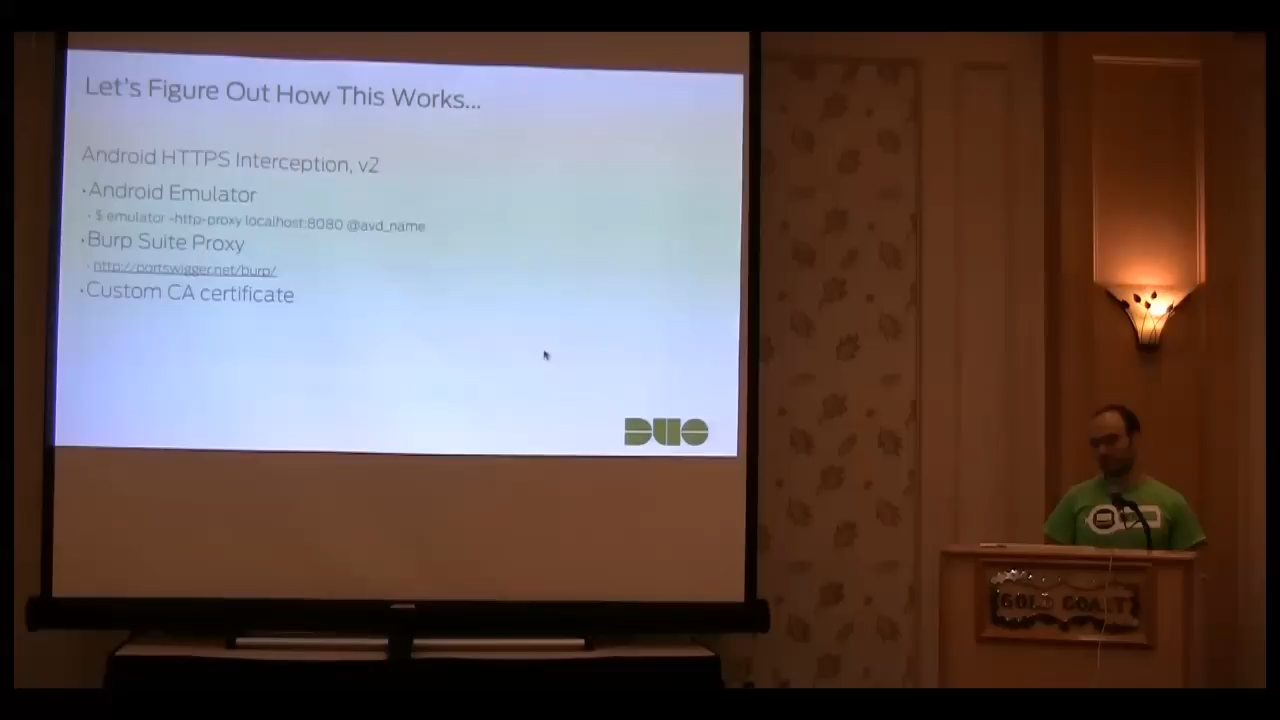 Let's Figure Out How This Works...
Android HTTPS Interception, v2
·Android Emulator
· $ emulator -http-proxy localhost:8080 @avd_name
·Burp Suite Proxy
· http://portswigger.net/burp/
·Custom CA certificate
DUO
GOLD COAST